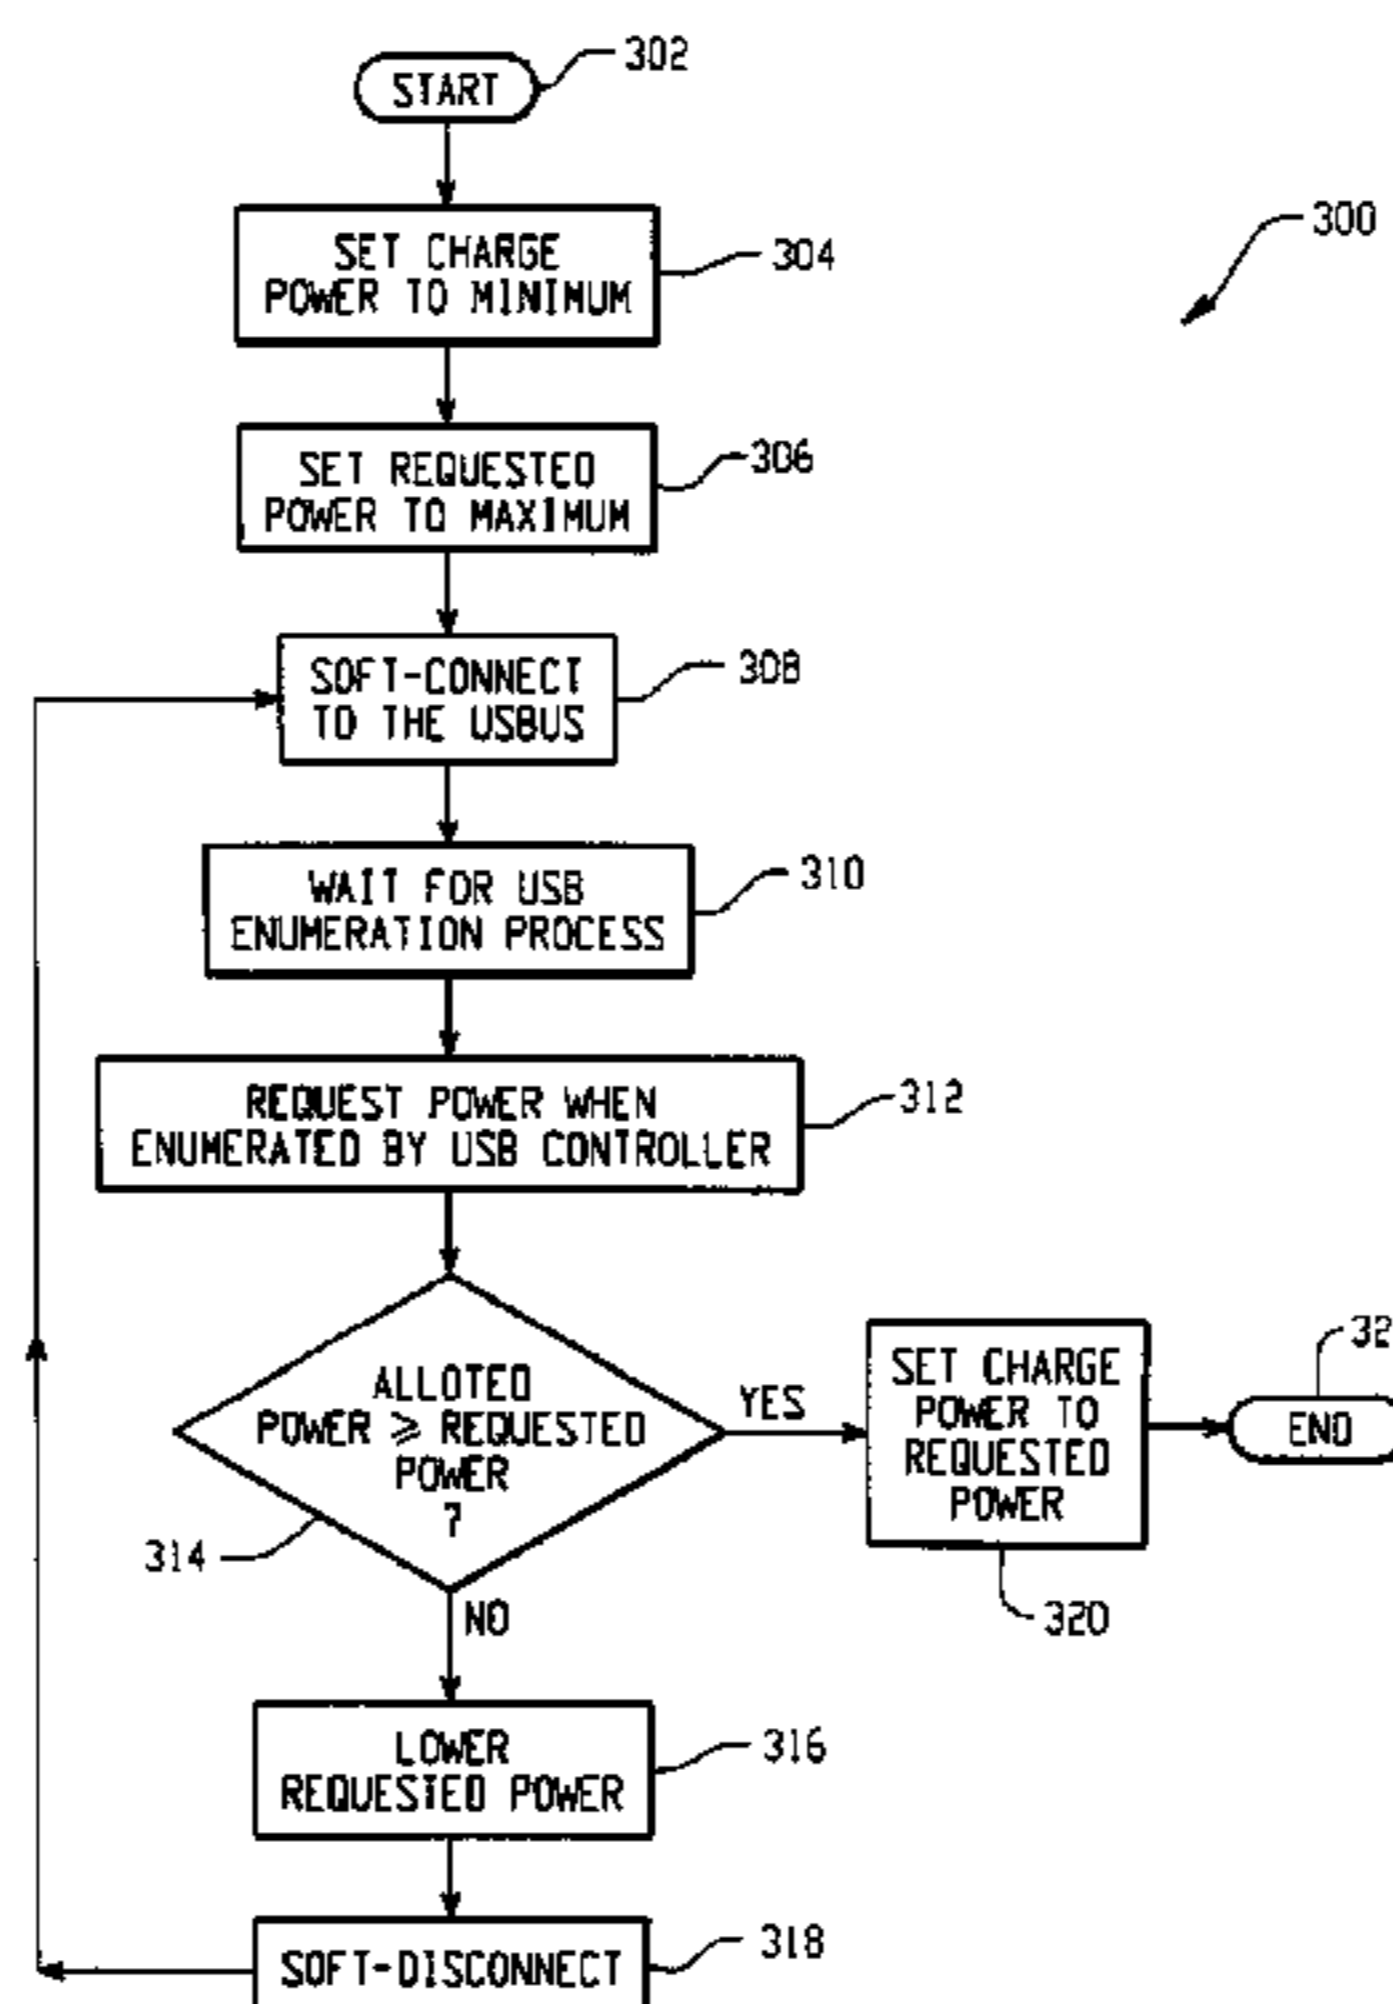 302
START
300
SET CHARGE
POWER TO MINIMUM
304
SET REQUESTED
POWER TO MAXIMUM
306
SOFT-CONNECT
TO THE USBUS
308
WAIT FOR USB
ENUMERATION PROCESS
310
REQUEST POWER WHEN
ENUMERATED BY USB CONTROLLER
312
ALLOTED
POWER ⩾ REQUESTED
POWER
?
314
YES
SET CHARGE
POWER TO
REQUESTED
POWER
320
32
END
NO
LOWER
REQUESTED POWER
316
SOFT-DISCONNECT
318